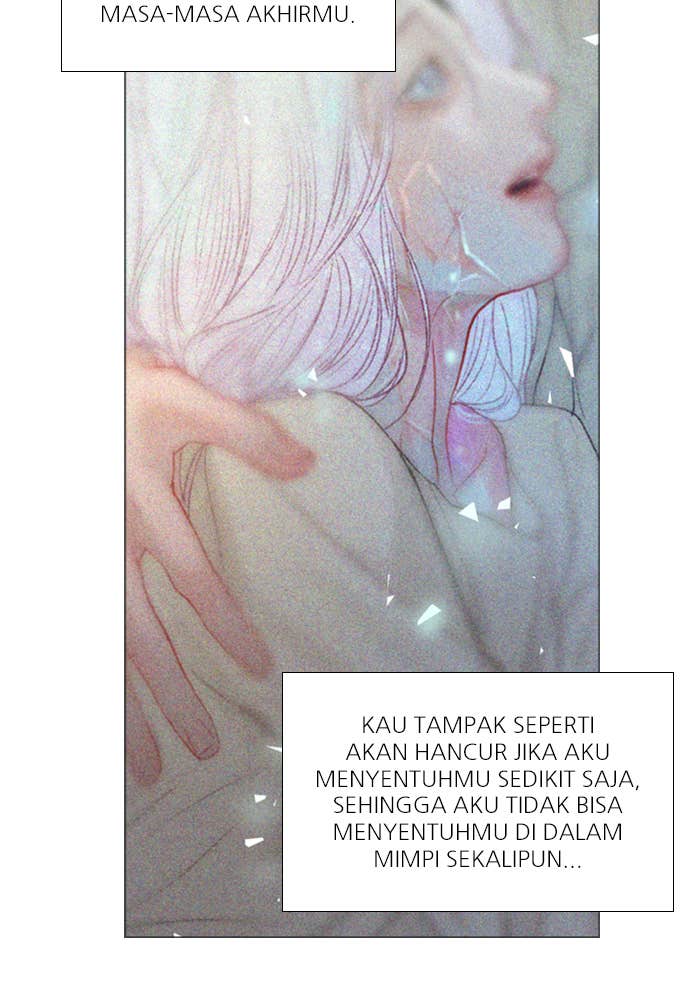 MASA-MASA AKHIRMU.
KAU TAMPAK SEPERTI
AKAN HANCUR JIKA AKU
MENYENTUHMU SEDIKIT SAJA,
SEHINGGA AKU TIDAK BISA
MENYENTUHMU DI DALAM
MIMPI SEKALIPUN...